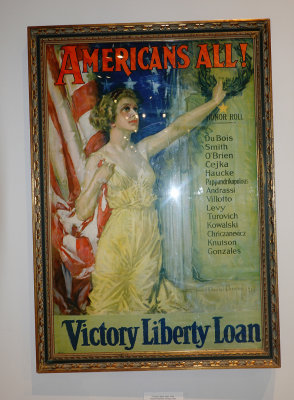 AMERICANS ALL!
HONOR ROLL
Du Bois
Smith
O'Brien
Cejka
Haucke
Pappandrikopolous
Andrassi
Villotto
Levy
Turovich
Kowalski
Chriczanevicz
Knutson
Gonzales
Victory Liberty Loan